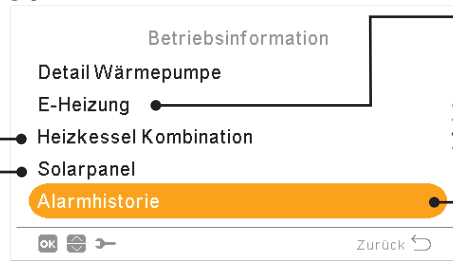 Betriebsinformation
Detail Wärmepumpe
E-Heizung
Heizkessel Kombination
Solarpanel
Alarmhistorie
OK
Zurück